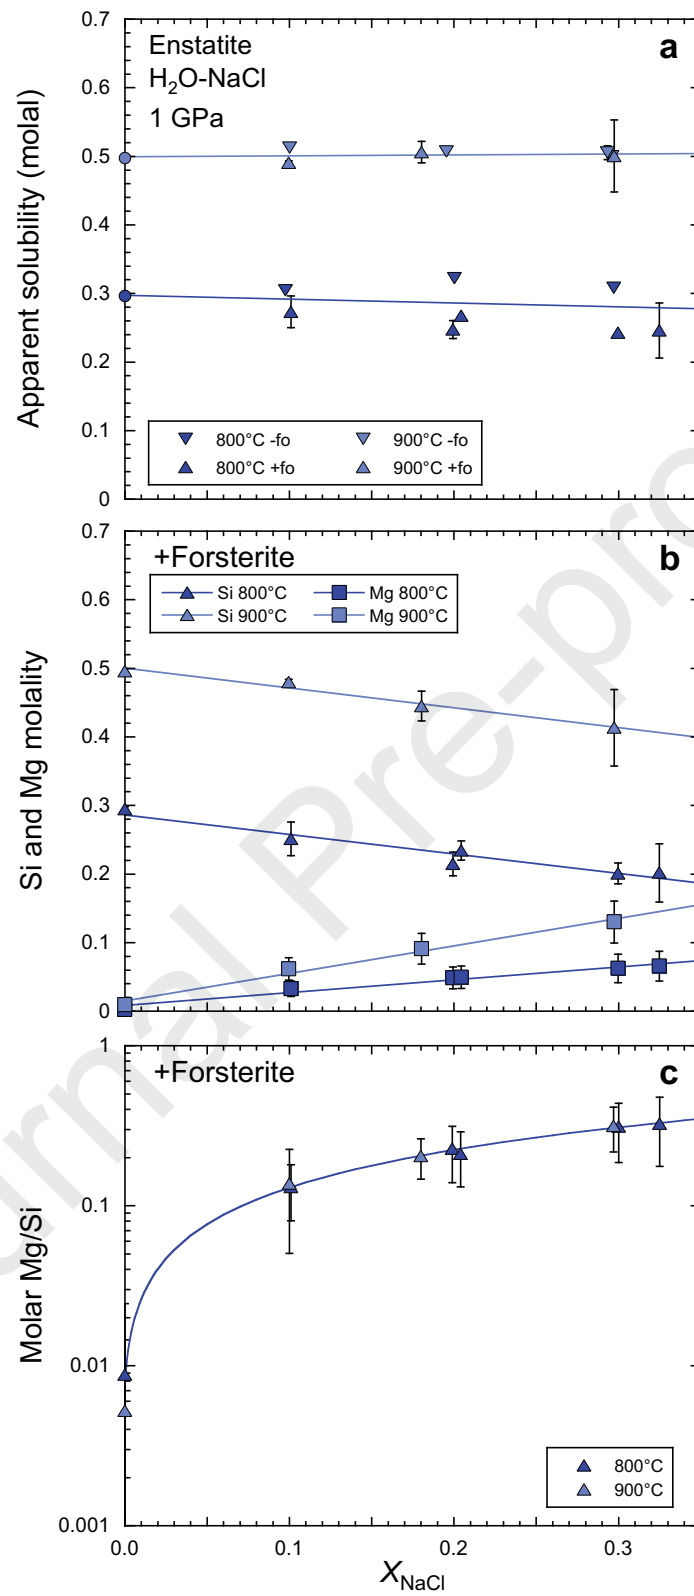 0.7
0.6
0.5
0.4
0.3
0.2
0.1
0
Apparent solubility (molal)
Enstatite
H₂O-NaCl
1 GPa
a
800°C -fo
900°C -fo
800°C +fo
900°C +fo
0.7
0.6
0.5
0.4
0.3
0.2
0.1
0
Si and Mg molality
+Forsterite
b
Si 800°C
Mg 800°C
Si 900°C
Mg 900°C
1
0.1
0.01
0.001
Molar Mg/Si
+Forsterite
c
800°C
900°C
0.0
0.1
0.2
0.3
X_NaCl